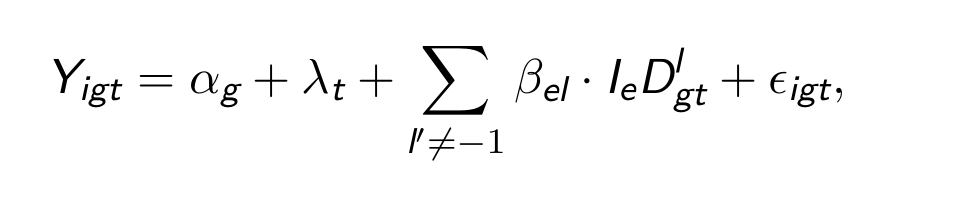 Y_{igt} = α_g + λ_t + ∑_{l'≠−1} β_{el} · I_e D^l_{gt} + ϵ_{igt},